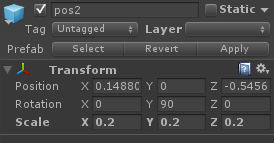 pos2 Static
Tag Untagged Layer
Prefab Select Revert Apply
Transform
Position X 0.1488 Y 0 Z -0.5456
Rotation X 0 Y 90 Z 0
Scale X 0.2 Y 0.2 Z 0.2